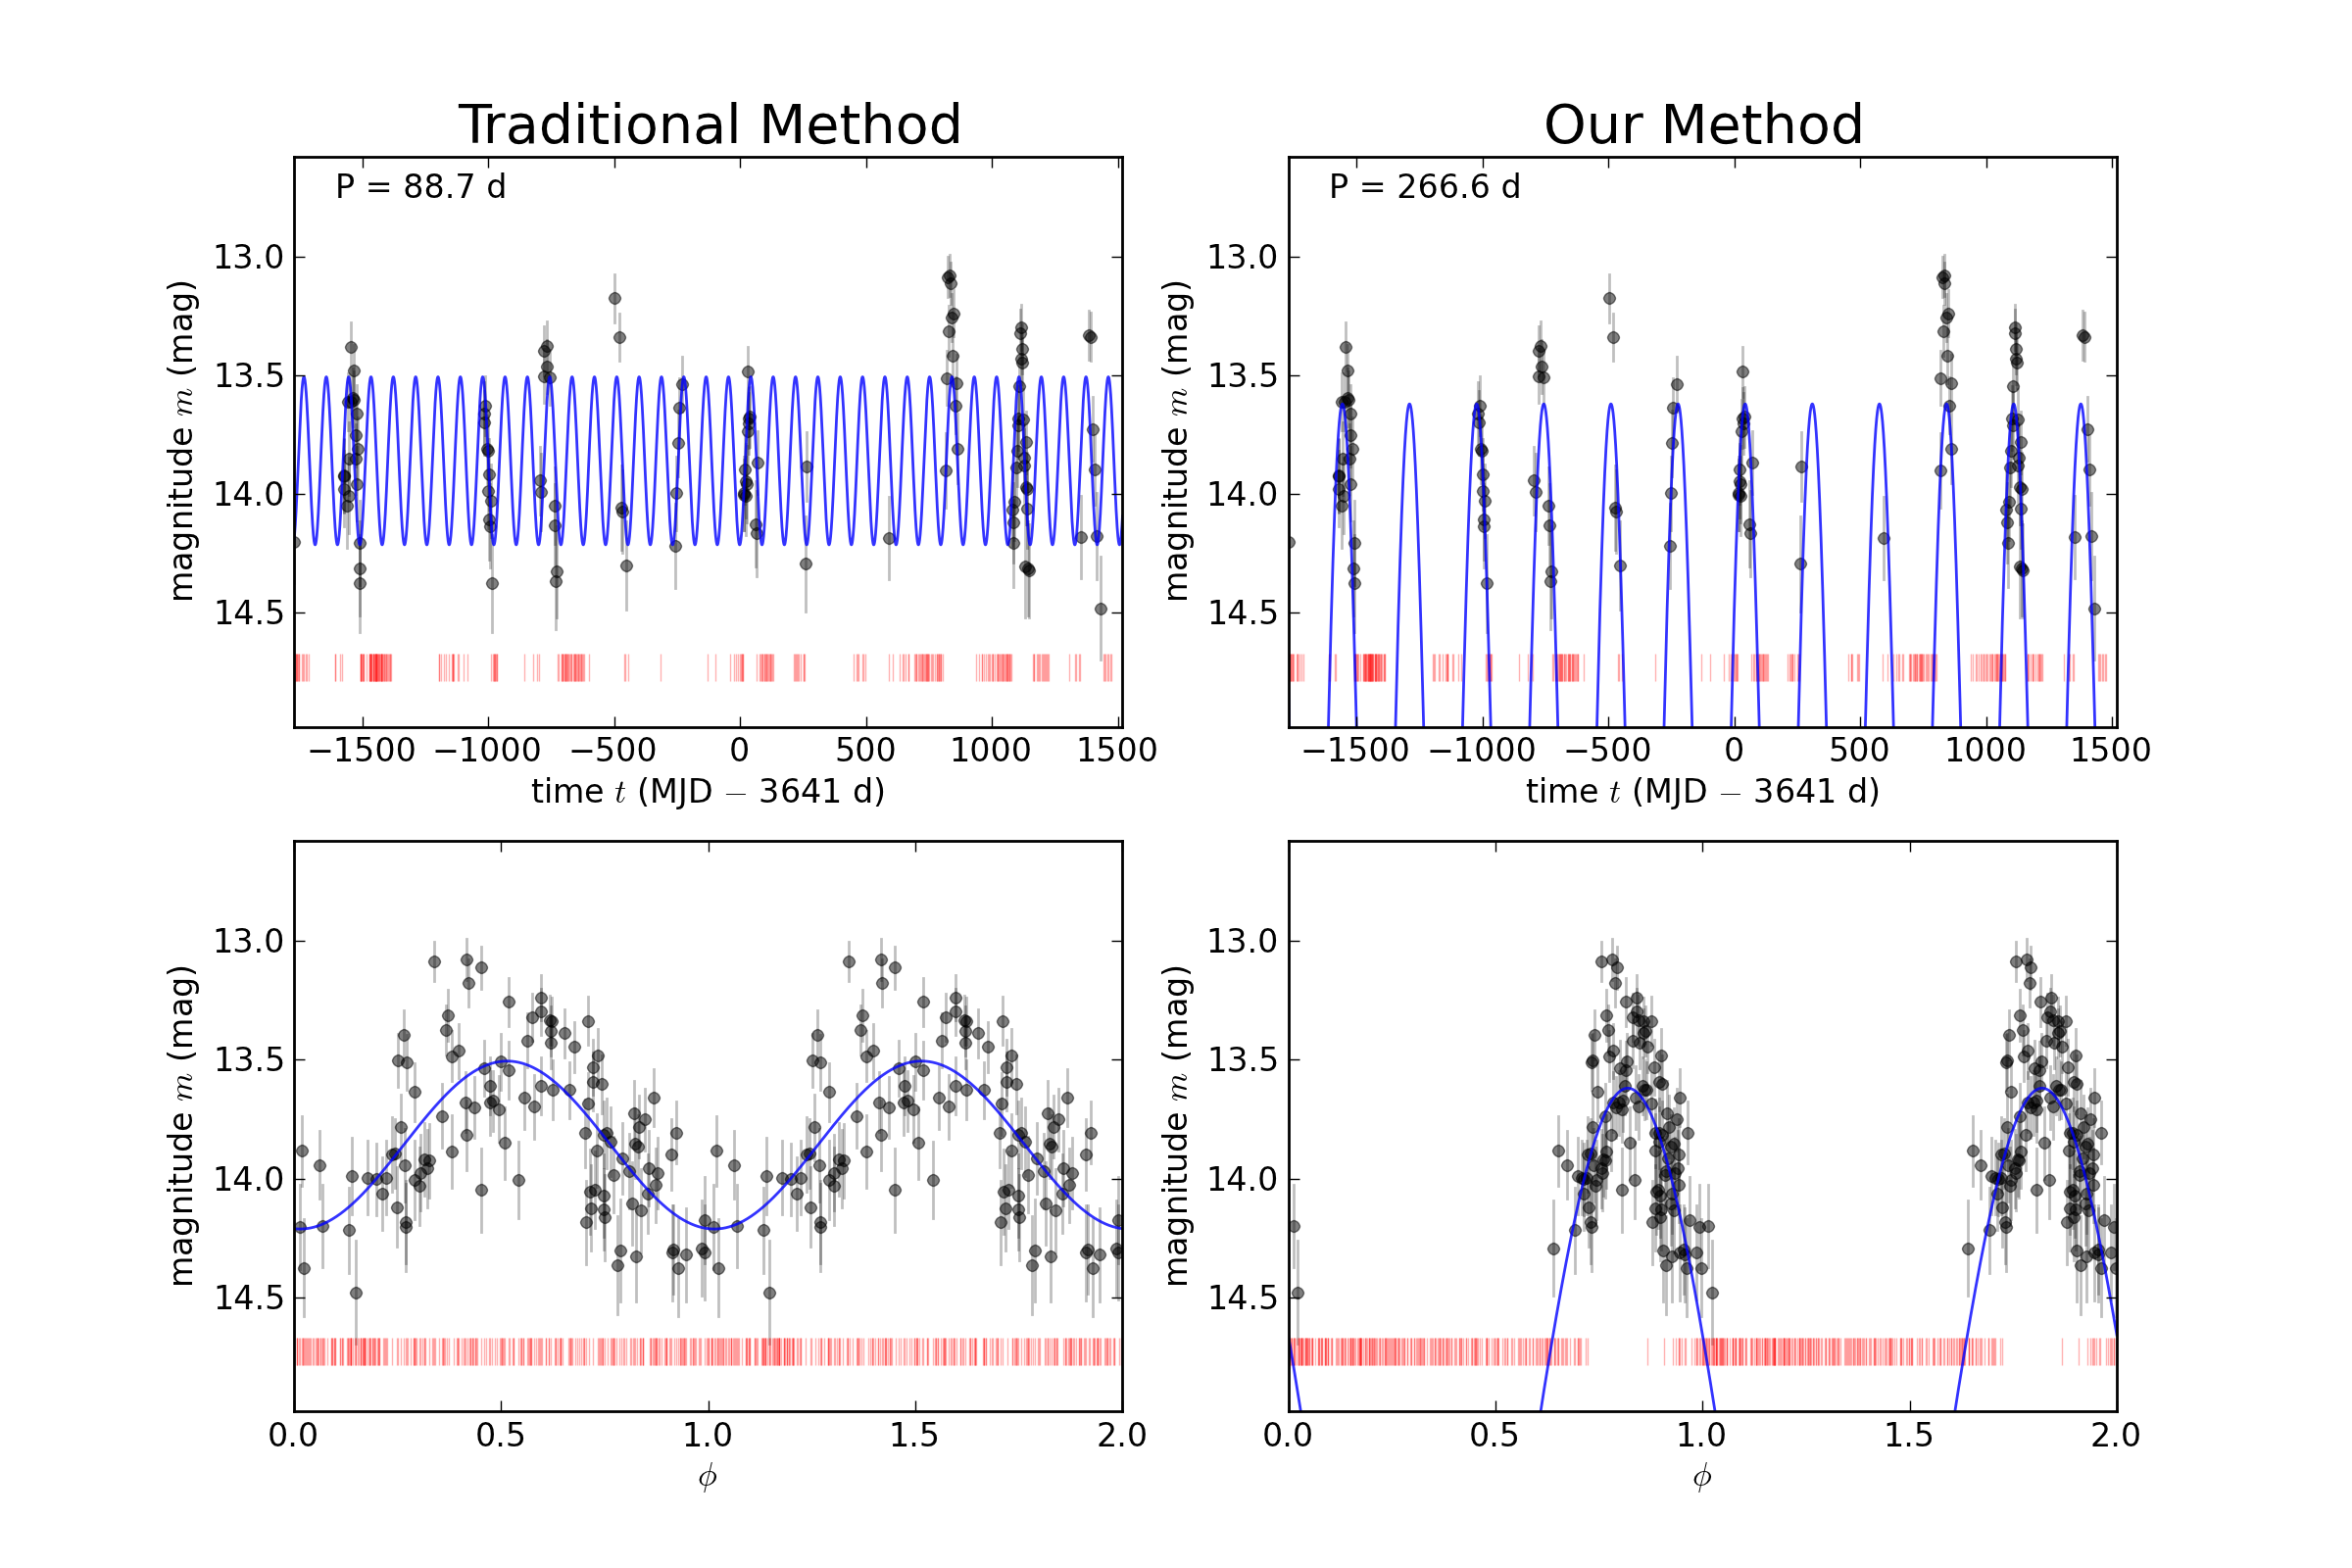 Traditional Method
Our Method
P = 88.7 d
P = 266.6 d
magnitude m (mag)
13.0
13.5
14.0
14.5
−1500 −1000 −500 0 500 1000 1500
time t (MJD − 3641 d)
magnitude m (mag)
13.0
13.5
14.0
14.5
−1500 −1000 −500 0 500 1000 1500
time t (MJD − 3641 d)
magnitude m (mag)
13.0
13.5
14.0
14.5
0.0 0.5 1.0 1.5 2.0
ϕ
magnitude m (mag)
13.0
13.5
14.0
14.5
0.0 0.5 1.0 1.5 2.0
ϕ